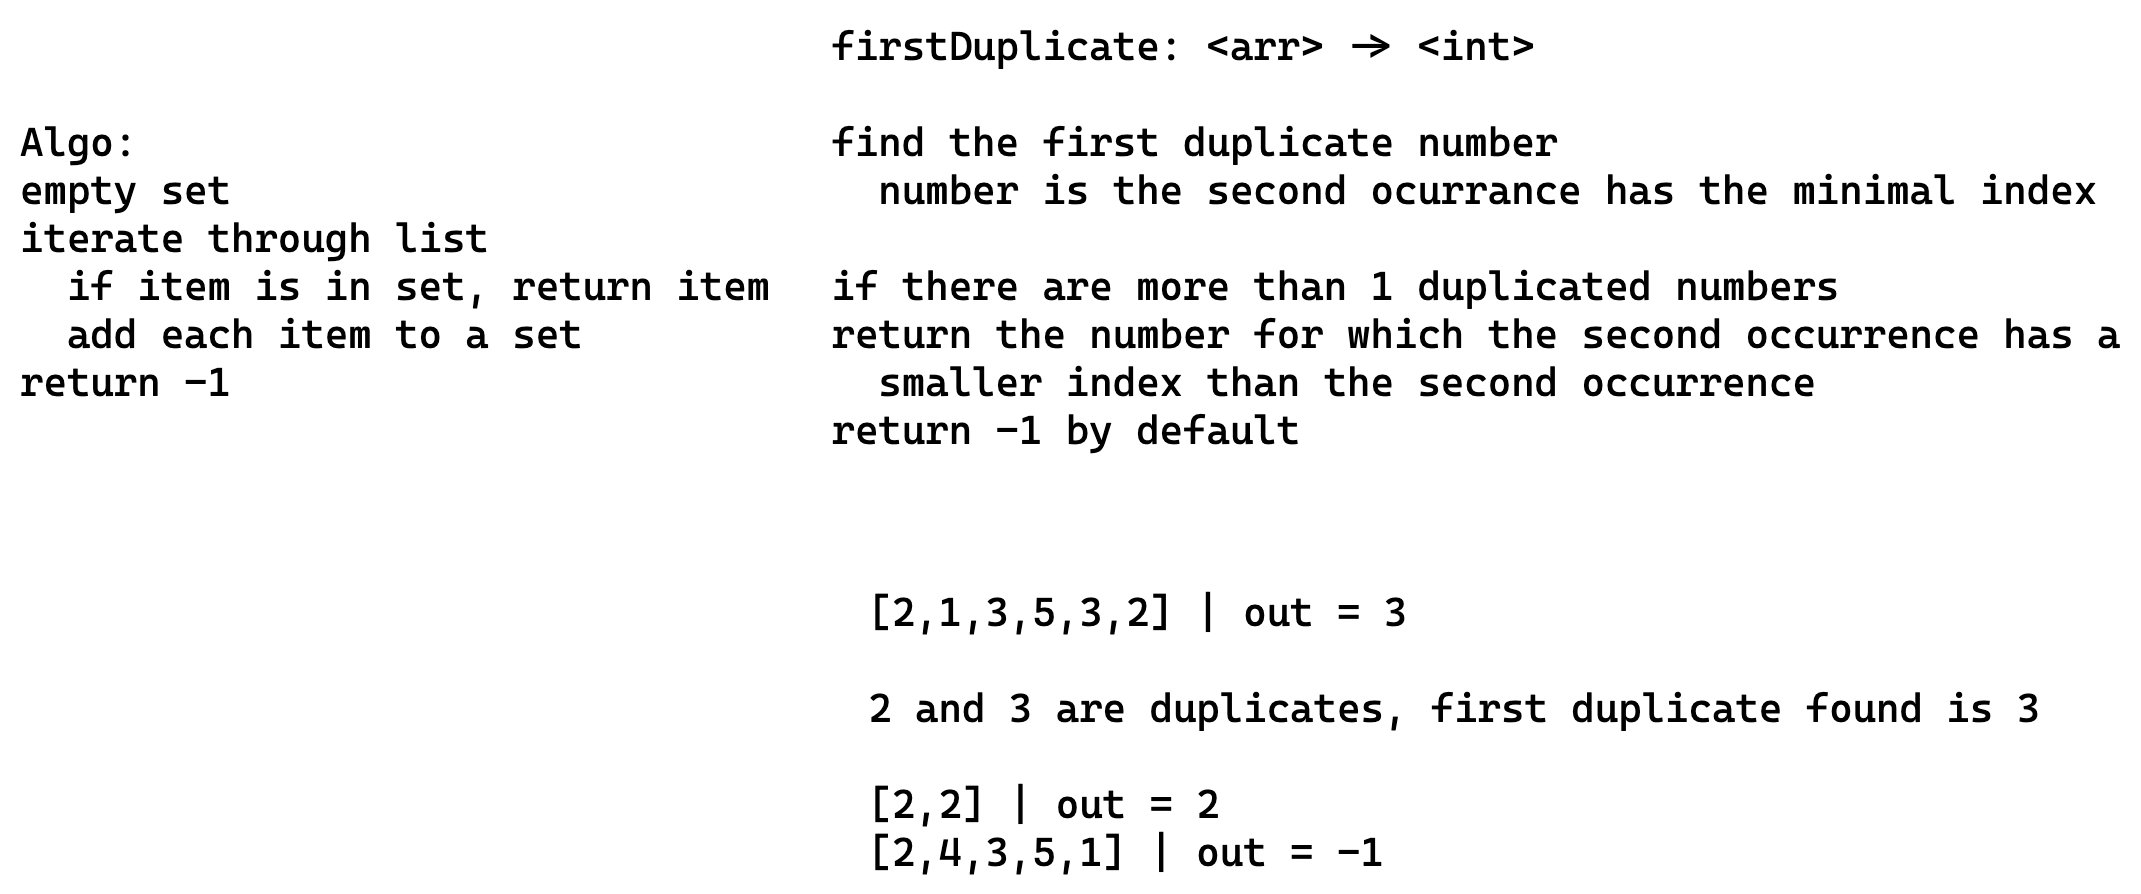 firstDuplicate: <arr> -> <int>
Algo:
empty set
iterate through list
  if item is in set, return item
  add each item to a set
return -1
find the first duplicate number
  number is the second ocurrance has the minimal index
if there are more than 1 duplicated numbers
return the number for which the second occurrence has a
  smaller index than the second occurrence
return -1 by default
[2,1,3,5,3,2] | out = 3
2 and 3 are duplicates, first duplicate found is 3
[2,2] | out = 2
[2,4,3,5,1] | out = -1